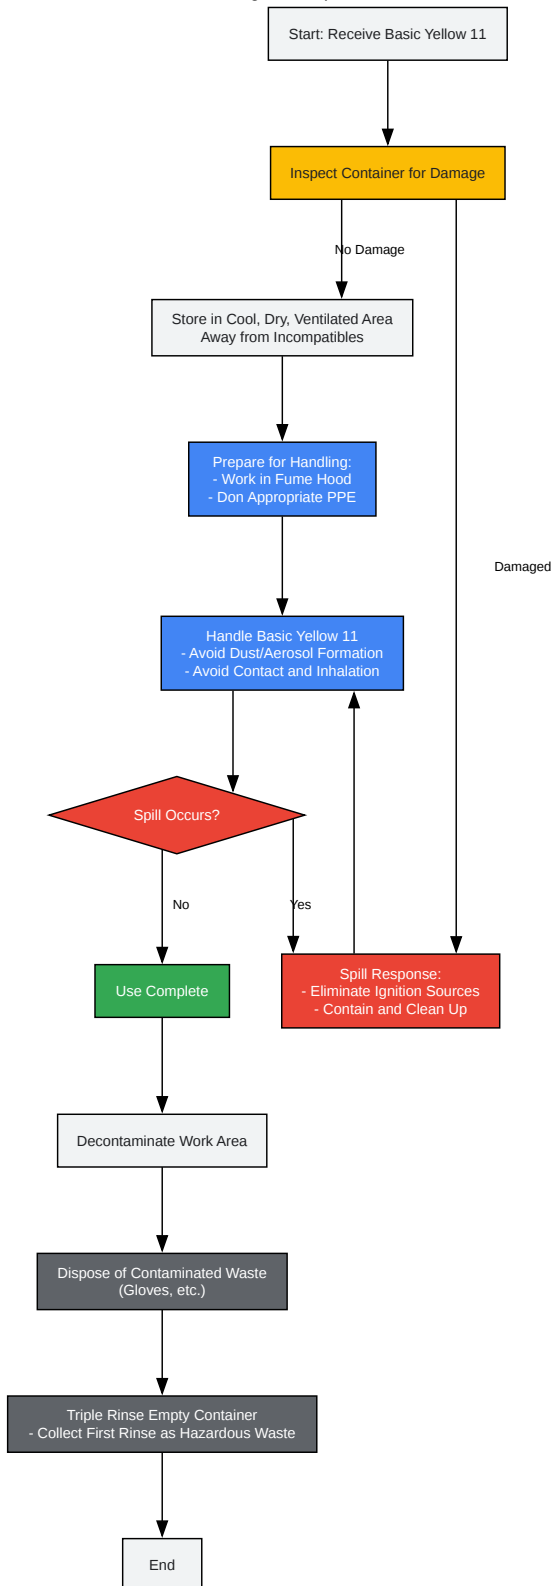 Start: Receive Basic Yellow 11
Inspect Container for Damage
No Damage
Store in Cool, Dry, Ventilated Area
Away from Incompatibles
Prepare for Handling:
- Work in Fume Hood
- Don Appropriate PPE
Damaged
Handle Basic Yellow 11
- Avoid Dust/Aerosol Formation
- Avoid Contact and Inhalation
Spill Occurs?
No
Yes
Use Complete
Spill Response:
- Eliminate Ignition Sources
- Contain and Clean Up
Decontaminate Work Area
Dispose of Contaminated Waste
(Gloves, etc.)
Triple Rinse Empty Container
- Collect First Rinse as Hazardous Waste
End